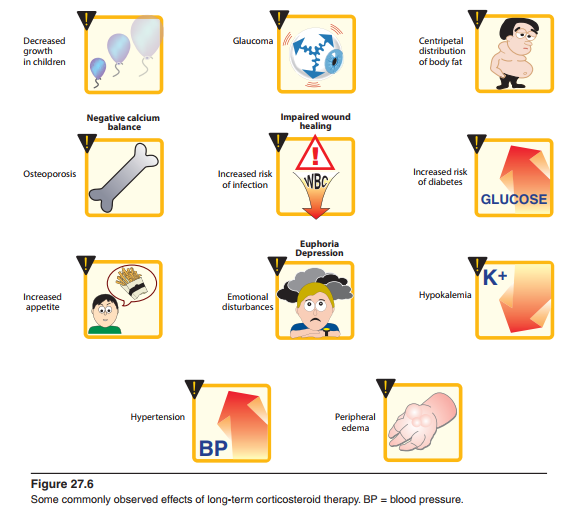 Decreased
growth
in children
!
Glaucoma
!
Centripetal
distribution
of body fat
!
Negative calcium
balance
Osteoporosis
!
Impaired wound
healing
Increased risk
of infection
!
!
WBC
Increased risk
of diabetes
!
GLUCOSE
Increased
appetite
!
Euphoria
Depression
Emotional
disturbances
!
Hypokalemia
!
K+
Hypertension
!
BP
Peripheral
edema
!
Figure 27.6
Some commonly observed effects of long-term corticosteroid therapy. BP = blood pressure.